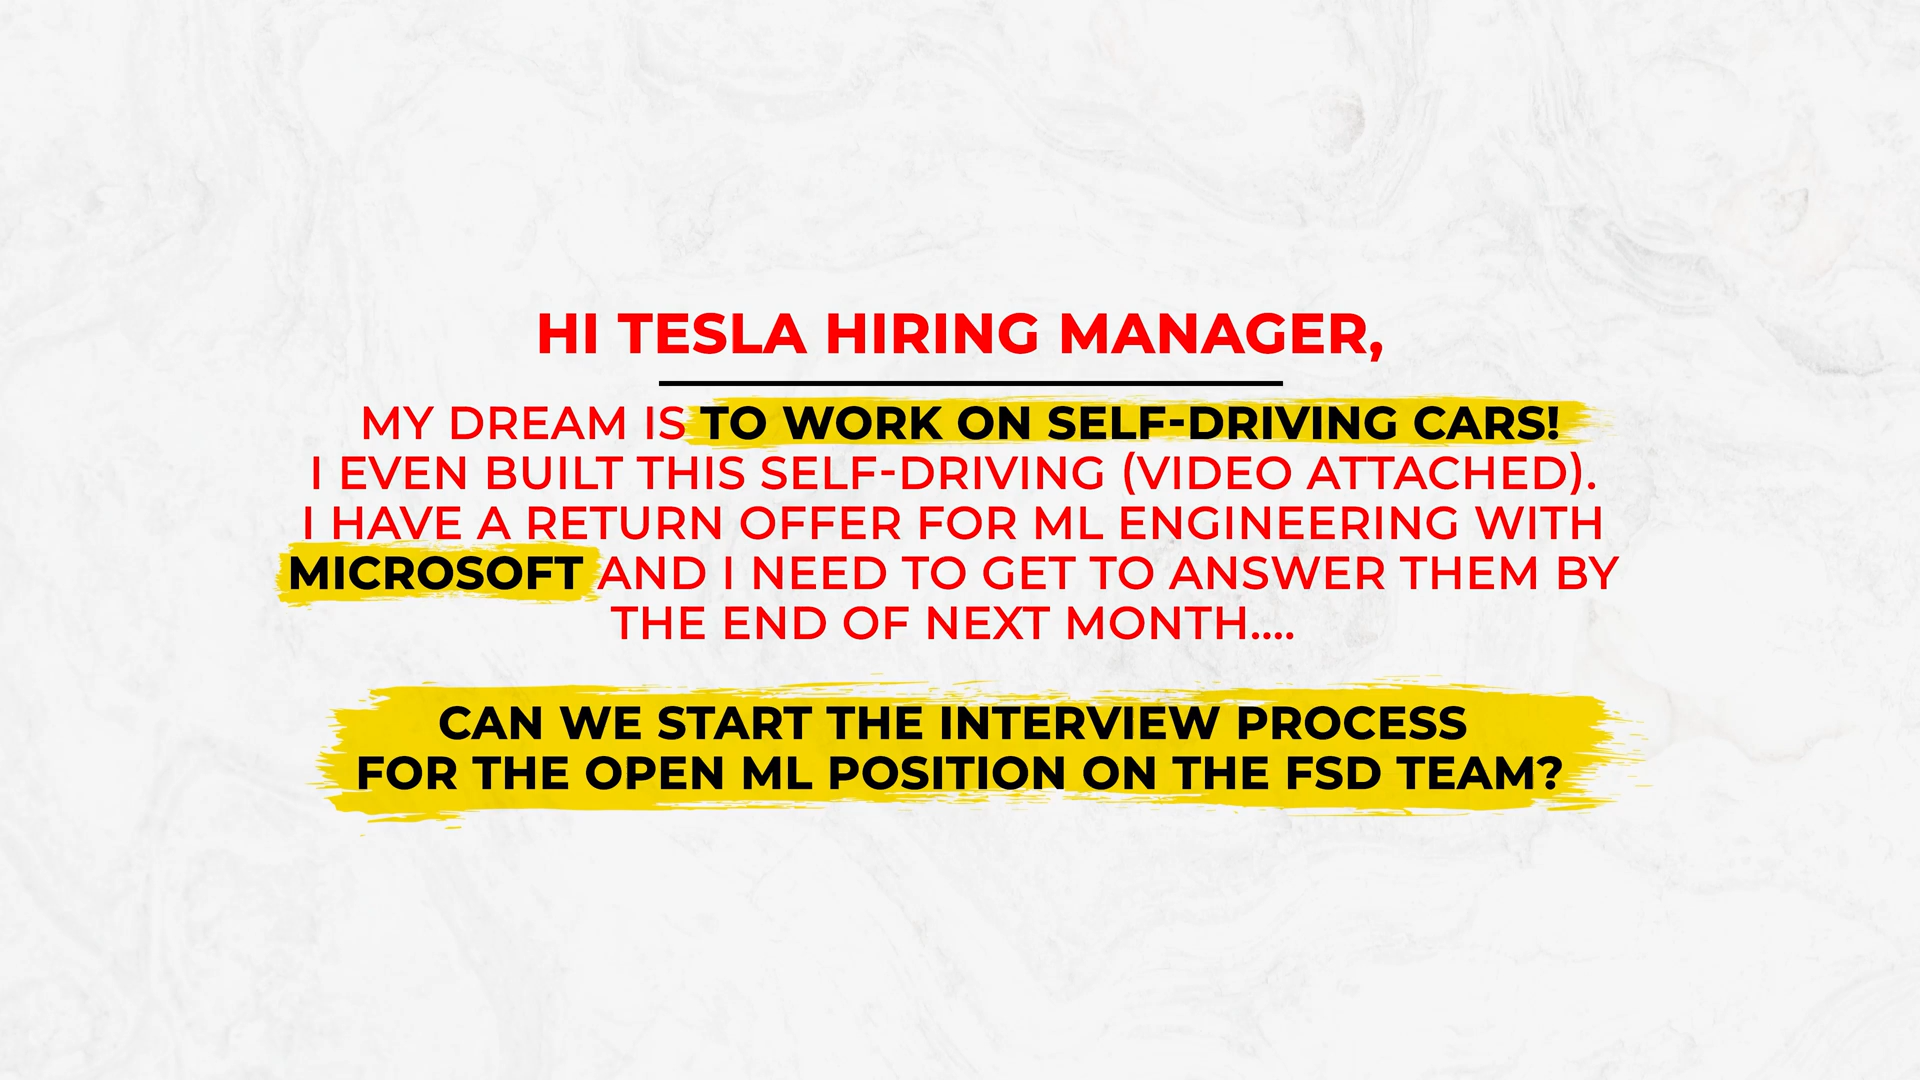 HI TESLA HIRING MANAGER,
MY DREAM IS TO WORK ON SELF-DRIVING CARS!
I EVEN BUILT THIS SELF-DRIVING (VIDEO ATTACHED).
I HAVE A RETURN OFFER FOR ML ENGINEERING WITH
MICROSOFT AND I NEED TO GET TO ANSWER THEM BY
THE END OF NEXT MONTH....
CAN WE START THE INTERVIEW PROCESS
FOR THE OPEN ML POSITION ON THE FSD TEAM?